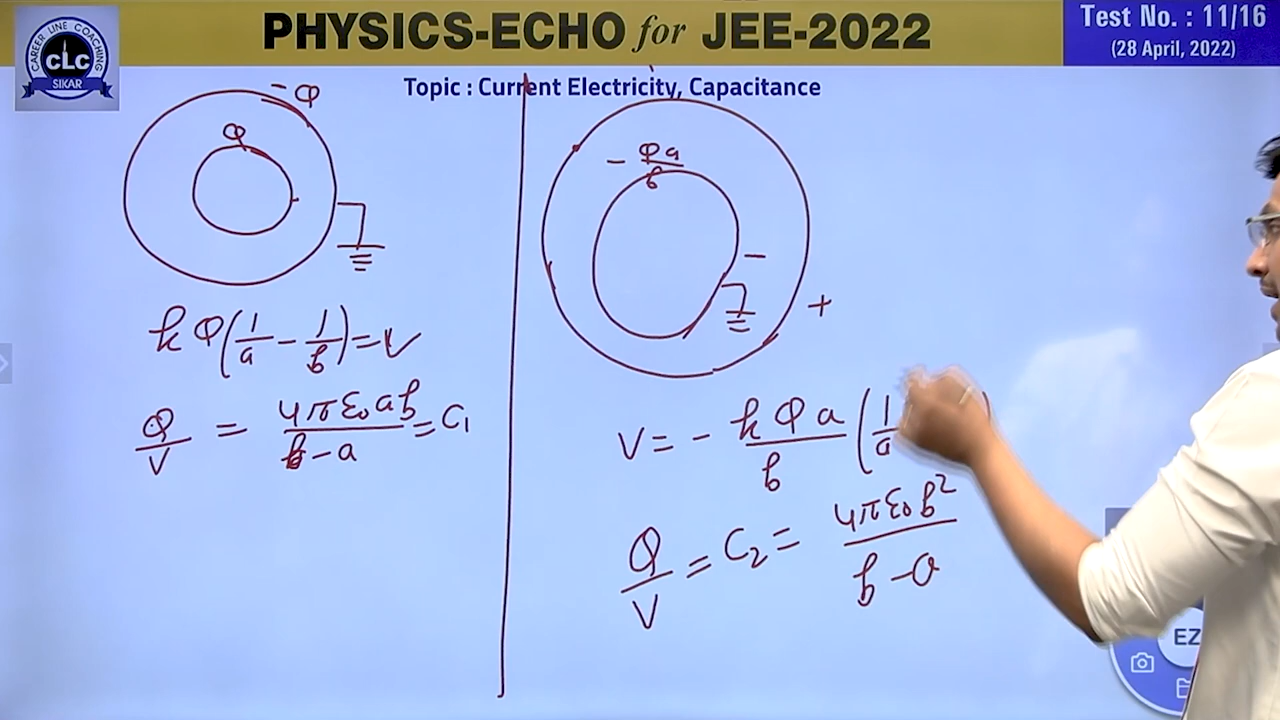 PHYSICS-ECHO for JEE-2022
Test No. : 11/16
(28 April, 2022)
CAREER LINE COACHING
CLC
SIKAR
Topic : Current Electricity, Capacitance
-Q
Q
kQ(1/a - 1/b) = V
Q/V = 4πε₀ab/b-a = C₁
- Qa/b
-
+
V = - kQa/b (1/a
Q/V = C₂ = 4πε₀b²/b-a
EZ